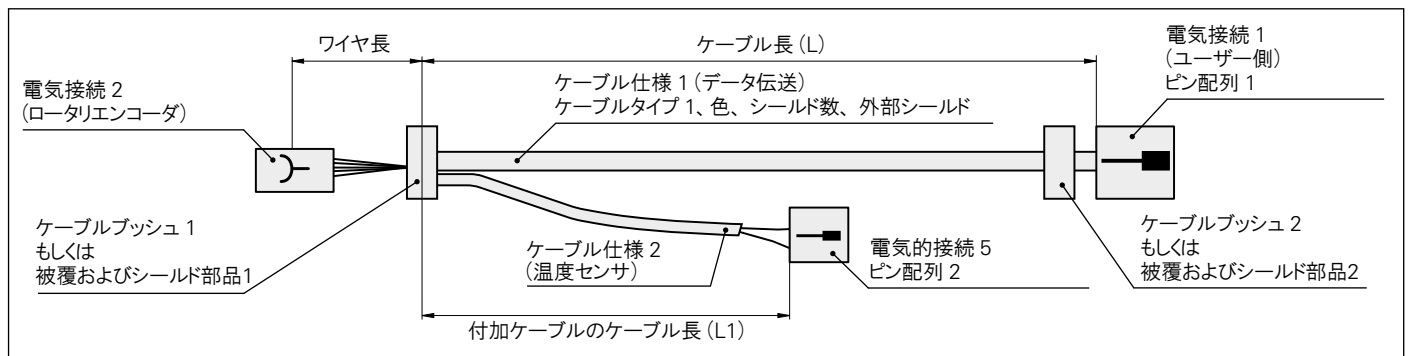 ワイヤ長
ケーブル長 (L)
電気接続 1
(ユーザー側)
ピン配列 1
電気接続 2
(ロータリエンコーダ)
ケーブル仕様 1 (データ伝送)
ケーブルタイプ 1、色、シールド数、外部シールド
ケーブルブッシュ 1
もしくは
被覆およびシールド部品1
ケーブル仕様 2
(温度センサ)
電気的接続 5
ピン配列 2
ケーブルブッシュ 2
もしくは
被覆およびシールド部品2
付加ケーブルのケーブル長 (L1)